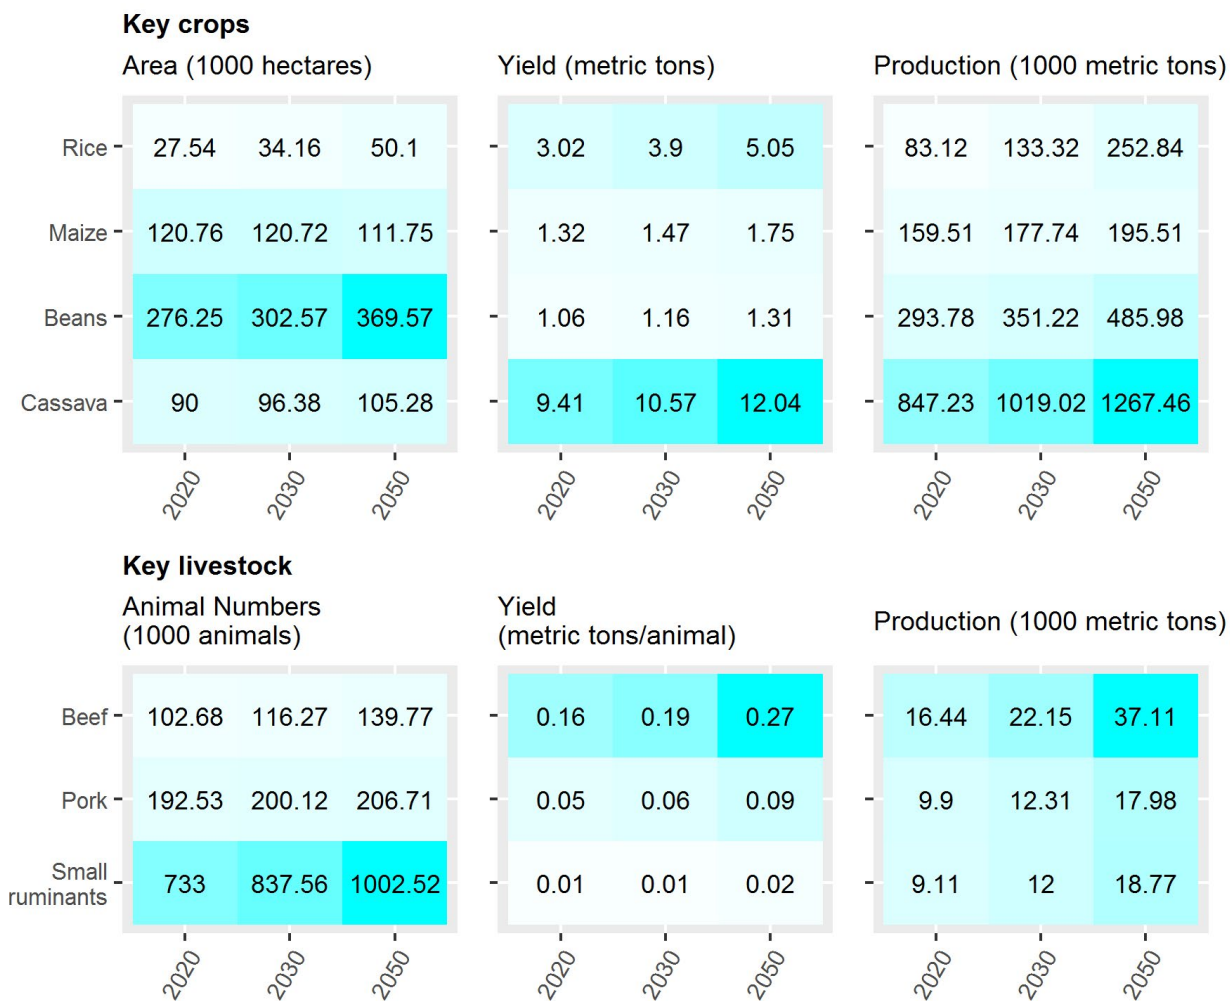 Key crops
Area (1000 hectares) Yield (metric tons) Production (1000 metric tons)
Rice 27.54 34.16 50.1 3.02 3.9 5.05 83.12 133.32 252.84
Maize 120.76 120.72 111.75 1.32 1.47 1.75 159.51 177.74 195.51
Beans 276.25 302.57 369.57 1.06 1.16 1.31 293.78 351.22 485.98
Cassava 90 96.38 105.28 9.41 10.57 12.04 847.23 1019.02 1267.46
2020 2030 2050 2020 2030 2050 2020 2030 2050
Key livestock
Animal Numbers
(1000 animals)
Yield
(metric tons/animal)
Production (1000 metric tons)
Beef 102.68 116.27 139.77 0.16 0.19 0.27 16.44 22.15 37.11
Pork 192.53 200.12 206.71 0.05 0.06 0.09 9.9 12.31 17.98
Small
ruminants 733 837.56 1002.52 0.01 0.01 0.02 9.11 12 18.77
2020 2030 2050 2020 2030 2050 2020 2030 2050